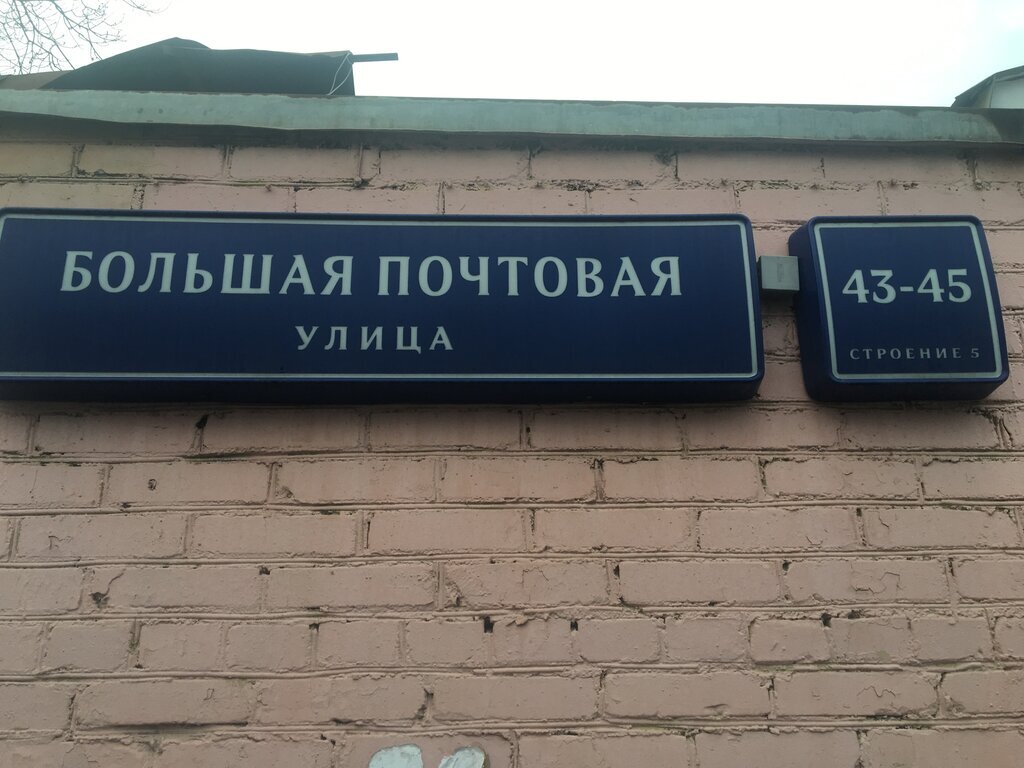 БОЛЬШАЯ ПОЧТОВАЯ
УЛИЦА
43-45
СТРОЕНИЕ 5